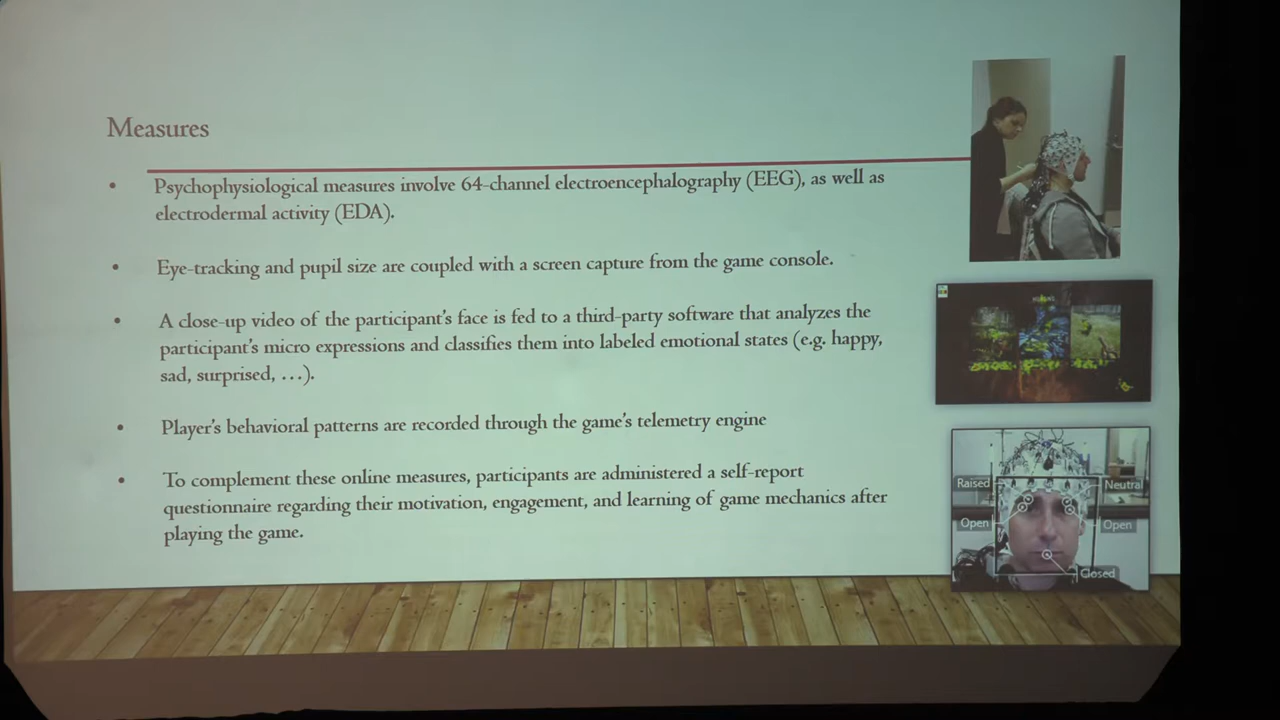 Measures
• Psychophysiological measures involve 64-channel electroencephalography (EEG), as well as
electrodermal activity (EDA).
• Eye-tracking and pupil size are coupled with a screen capture from the game console.
• A close-up video of the participant's face is fed to a third-party software that analyzes the
participant's micro expressions and classifies them into labeled emotional states (e.g. happy,
sad, surprised, …).
• Player's behavioral patterns are recorded through the game's telemetry engine
• To complement these online measures, participants are administered a self-report
questionnaire regarding their motivation, engagement, and learning of game mechanics after
playing the game.
Raised
Neutral
Open
Open
Closed